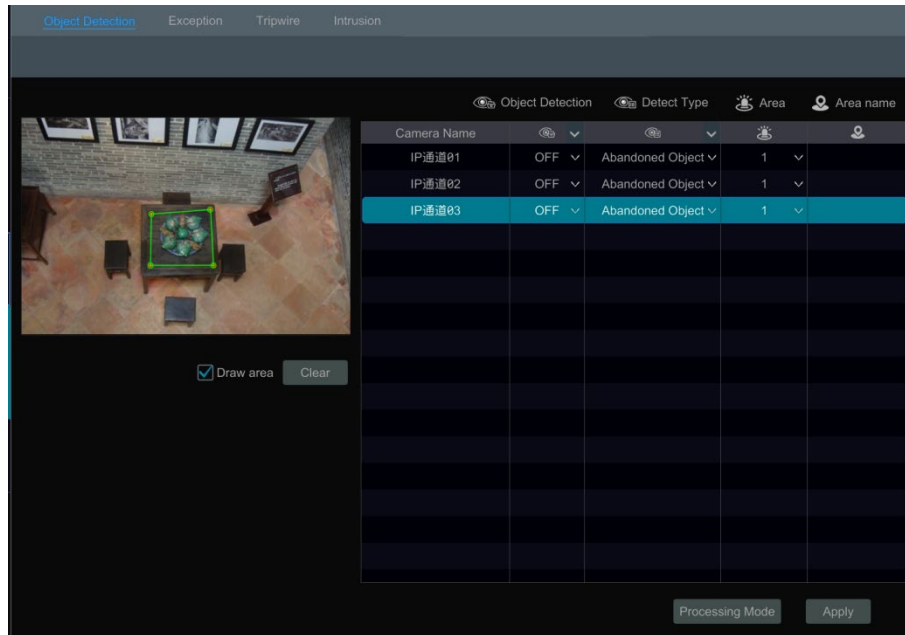 Object Detection Exception Tripwire Intrusion
Object Detection Detect Type Area Area name
Camera Name
IP通道01 OFF Abandoned Object 1
IP通道02 OFF Abandoned Object 1
IP通道03 OFF Abandoned Object 1
Draw area Clear
Processing Mode Apply